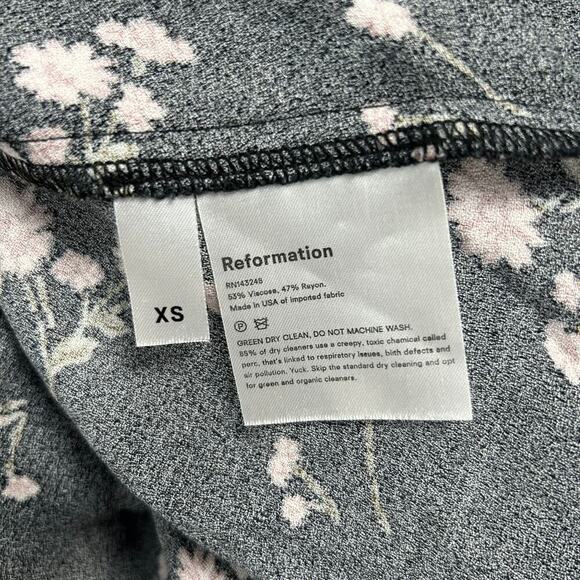 XS
Reformation
RN143248
53% Viscose, 47% Rayon.
Made in USA of imported fabric
P
GREEN DRY CLEAN, DO NOT MACHINE WASH.
85% of dry cleaners use a creepy, toxic chemical called
perc, that's linked to respiratory issues, birth defects and
air pollution. Yuck. Skip the standard dry cleaning and opt
for green and organic cleaners.